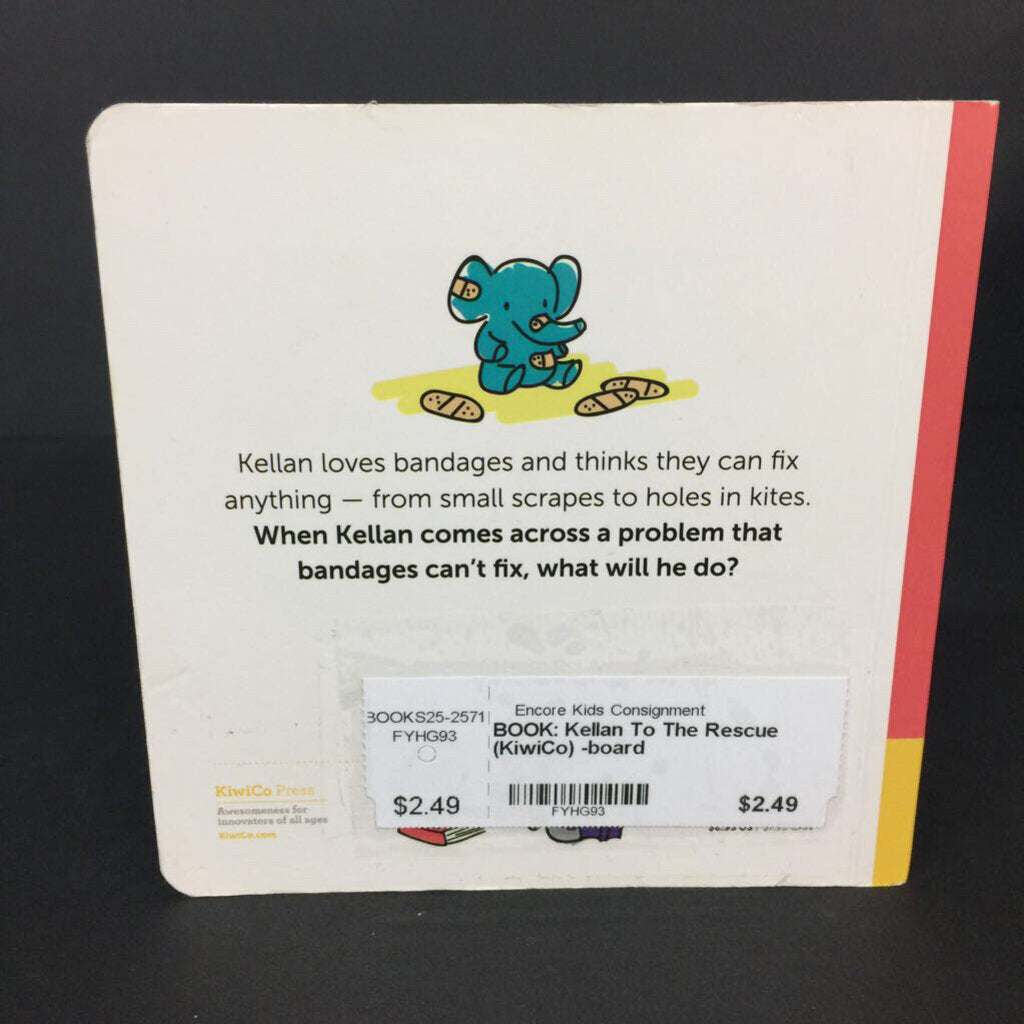 Kellan loves bandages and thinks they can fix
anything — from small scrapes to holes in kites.
When Kellan comes across a problem that
bandages can't fix, what will he do?
BOOKS25-2571
FYHG93
$2.49
Encore Kids Consignment
BOOK: Kellan To The Rescue
(KiwiCo) -board
FYHG93
$2.49
KiwiCo Press
Awesomeness for
innovators of all ages
KiwiCo.com